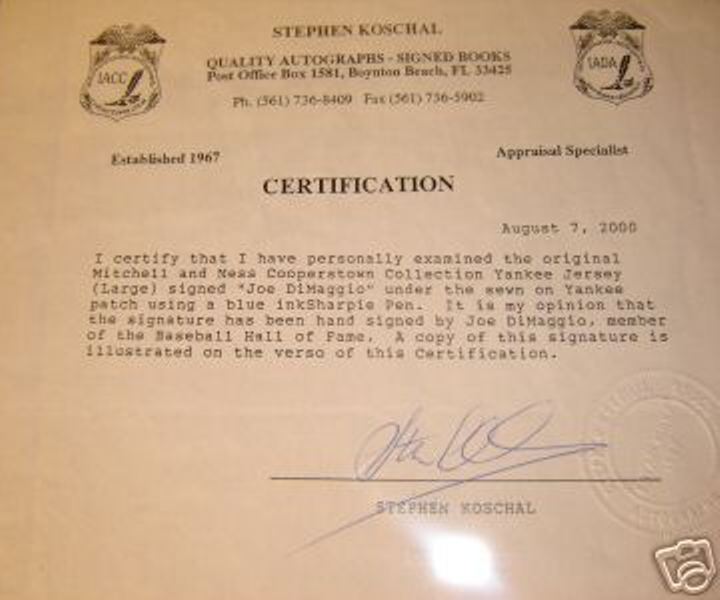 STEPHEN KOSCHAL
QUALITY AUTOGRAPHS - SIGNED BOOKS
Post Office Box 1581, Boynton Beach, FL 33425
Ph. (561) 736-8409 Fax (561) 736-5902
IACC
IADA
Established 1967
Appraisal Specialist
CERTIFICATION
August 7, 2000
I certify that I have personally examined the original
Mitchell and Ness Cooperstown Collection Yankee Jersey
(Large) signed "Joe DiMaggio" under the sewn on Yankee
patch using a blue inkSharpie Pen. It is my opinion that
the signature has been hand signed by Joe DiMaggio, member
of the Baseball Hall of Fame. A copy of this signature is
illustrated on the verso of this Certification.
STEPHEN KOSCHAL